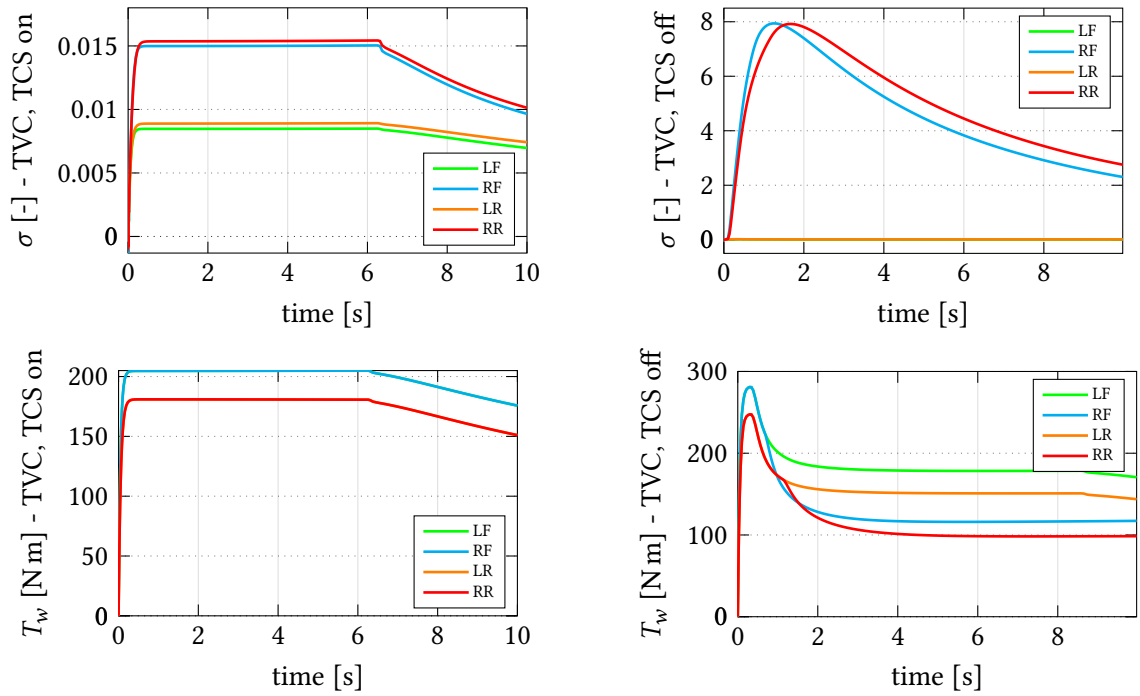 σ [-] - TVC, TCS on
0.015
0.01
0.005
0
0
2
4
6
8
10
time [s]
LF
RF
LR
RR
σ [-] - TVC, TCS off
8
6
4
2
0
0
2
4
6
8
time [s]
LF
RF
LR
RR
T_w [N m] - TVC, TCS on
200
150
100
50
0
0
2
4
6
8
10
time [s]
LF
RF
LR
RR
T_w [N m] - TVC, TCS off
300
200
100
0
0
2
4
6
8
time [s]
LF
RF
LR
RR